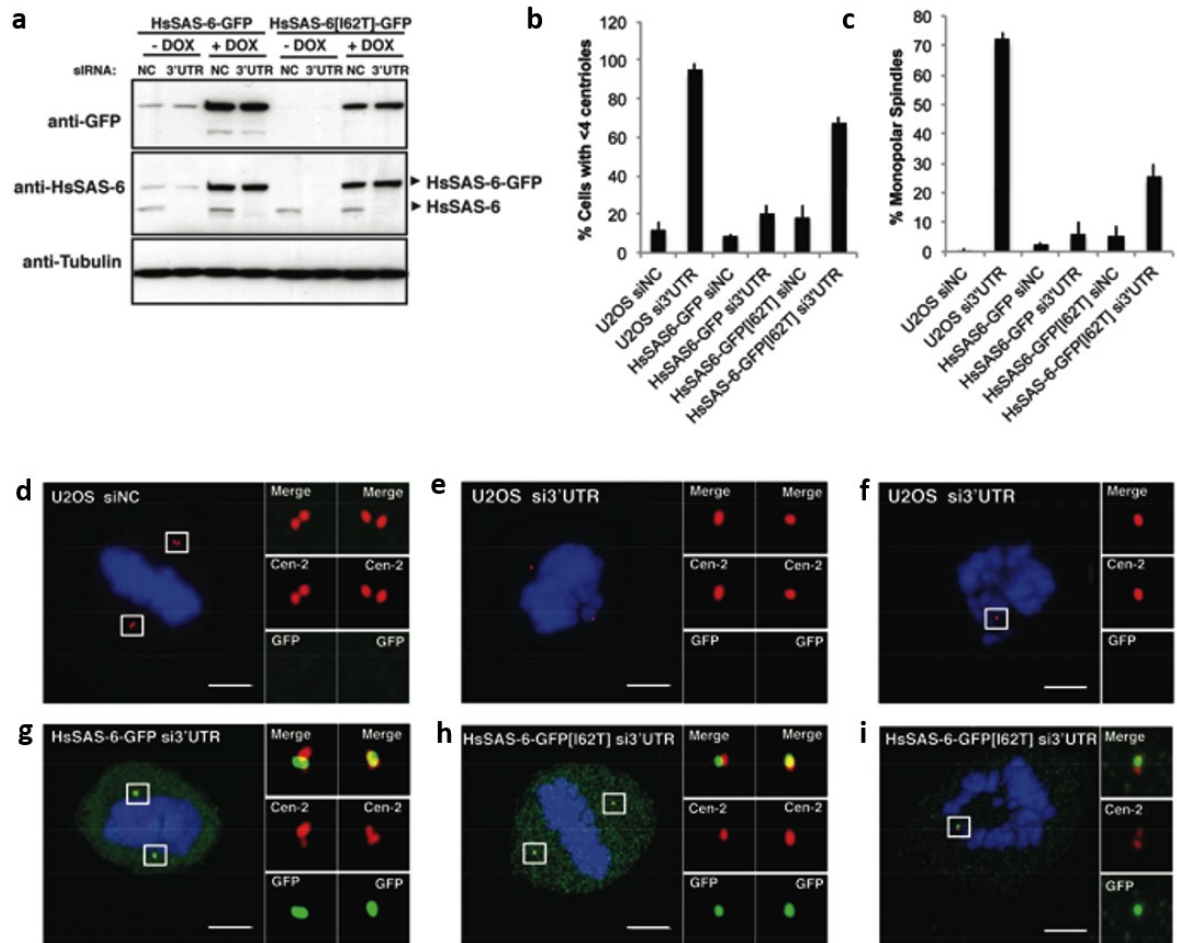 a
HsSAS-6-GFP HsSAS-6[I62T]-GFP
- DOX + DOX - DOX + DOX
siRNA: NC 3'UTR NC 3'UTR NC 3'UTR NC 3'UTR
anti-GFP
anti-HsSAS-6
HsSAS-6-GFP
HsSAS-6
anti-Tubulin
b
% Cells with <4 centrioles
120
100
80
60
40
20
0
U2OS siNC
U2OS si3'UTR
HsSAS6-GFP siNC
HsSAS6-GFP si3'UTR
HsSAS6-GFP[I62T] siNC
HsSAS-6-GFP[I62T] si3'UTR
c
% Monopolar Spindles
80
70
60
50
40
30
20
10
0
U2OS siNC
U2OS si3'UTR
HsSAS6-GFP siNC
HsSAS6-GFP si3'UTR
HsSAS6-GFP[I62T] siNC
HsSAS-6-GFP[I62T] si3'UTR
d
U2OS siNC
Merge Merge
Cen-2 Cen-2
GFP GFP
e
U2OS si3'UTR
Merge Merge
Cen-2 Cen-2
GFP GFP
f
U2OS si3'UTR
Merge
Cen-2
GFP
g
HsSAS-6-GFP si3'UTR
Merge Merge
Cen-2 Cen-2
GFP GFP
h
HsSAS-6-GFP[I62T] si3'UTR
Merge Merge
Cen-2 Cen-2
GFP GFP
i
HsSAS-6-GFP[I62T] si3'UTR
Merge
Cen-2
GFP